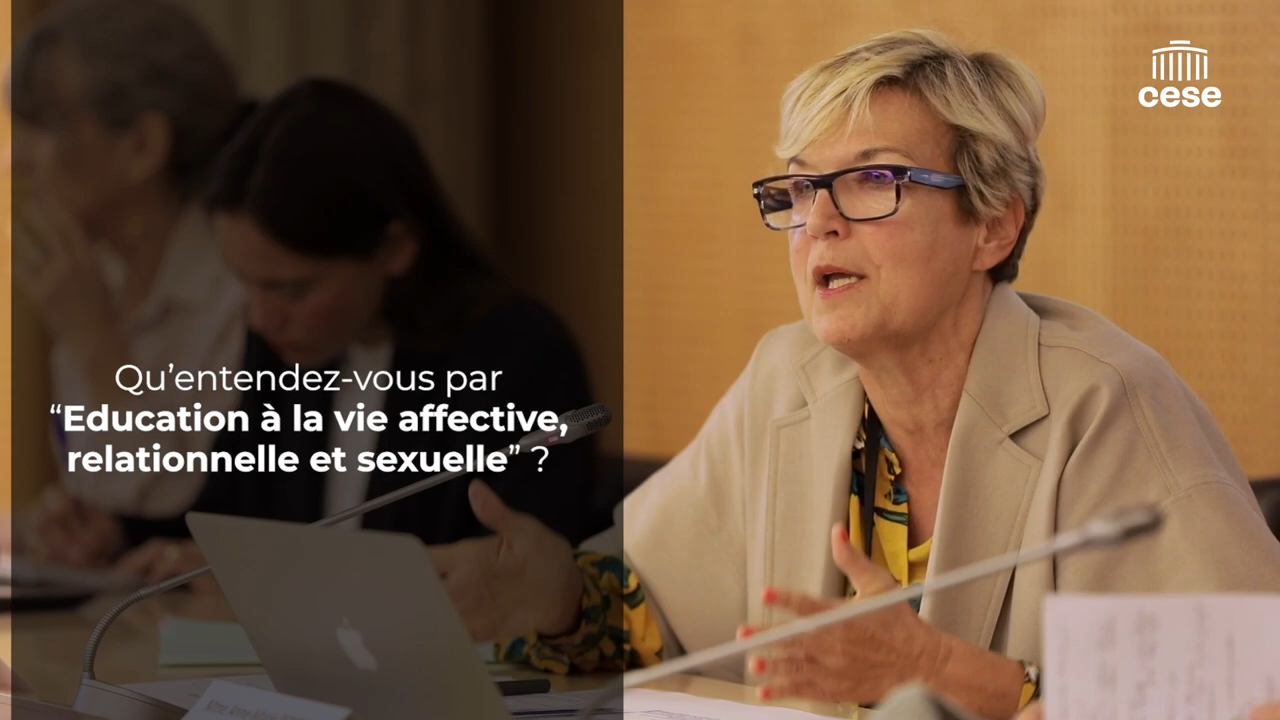 Qu’entendez-vous par
“Education à la vie affective,
relationnelle et sexuelle” ?
cese